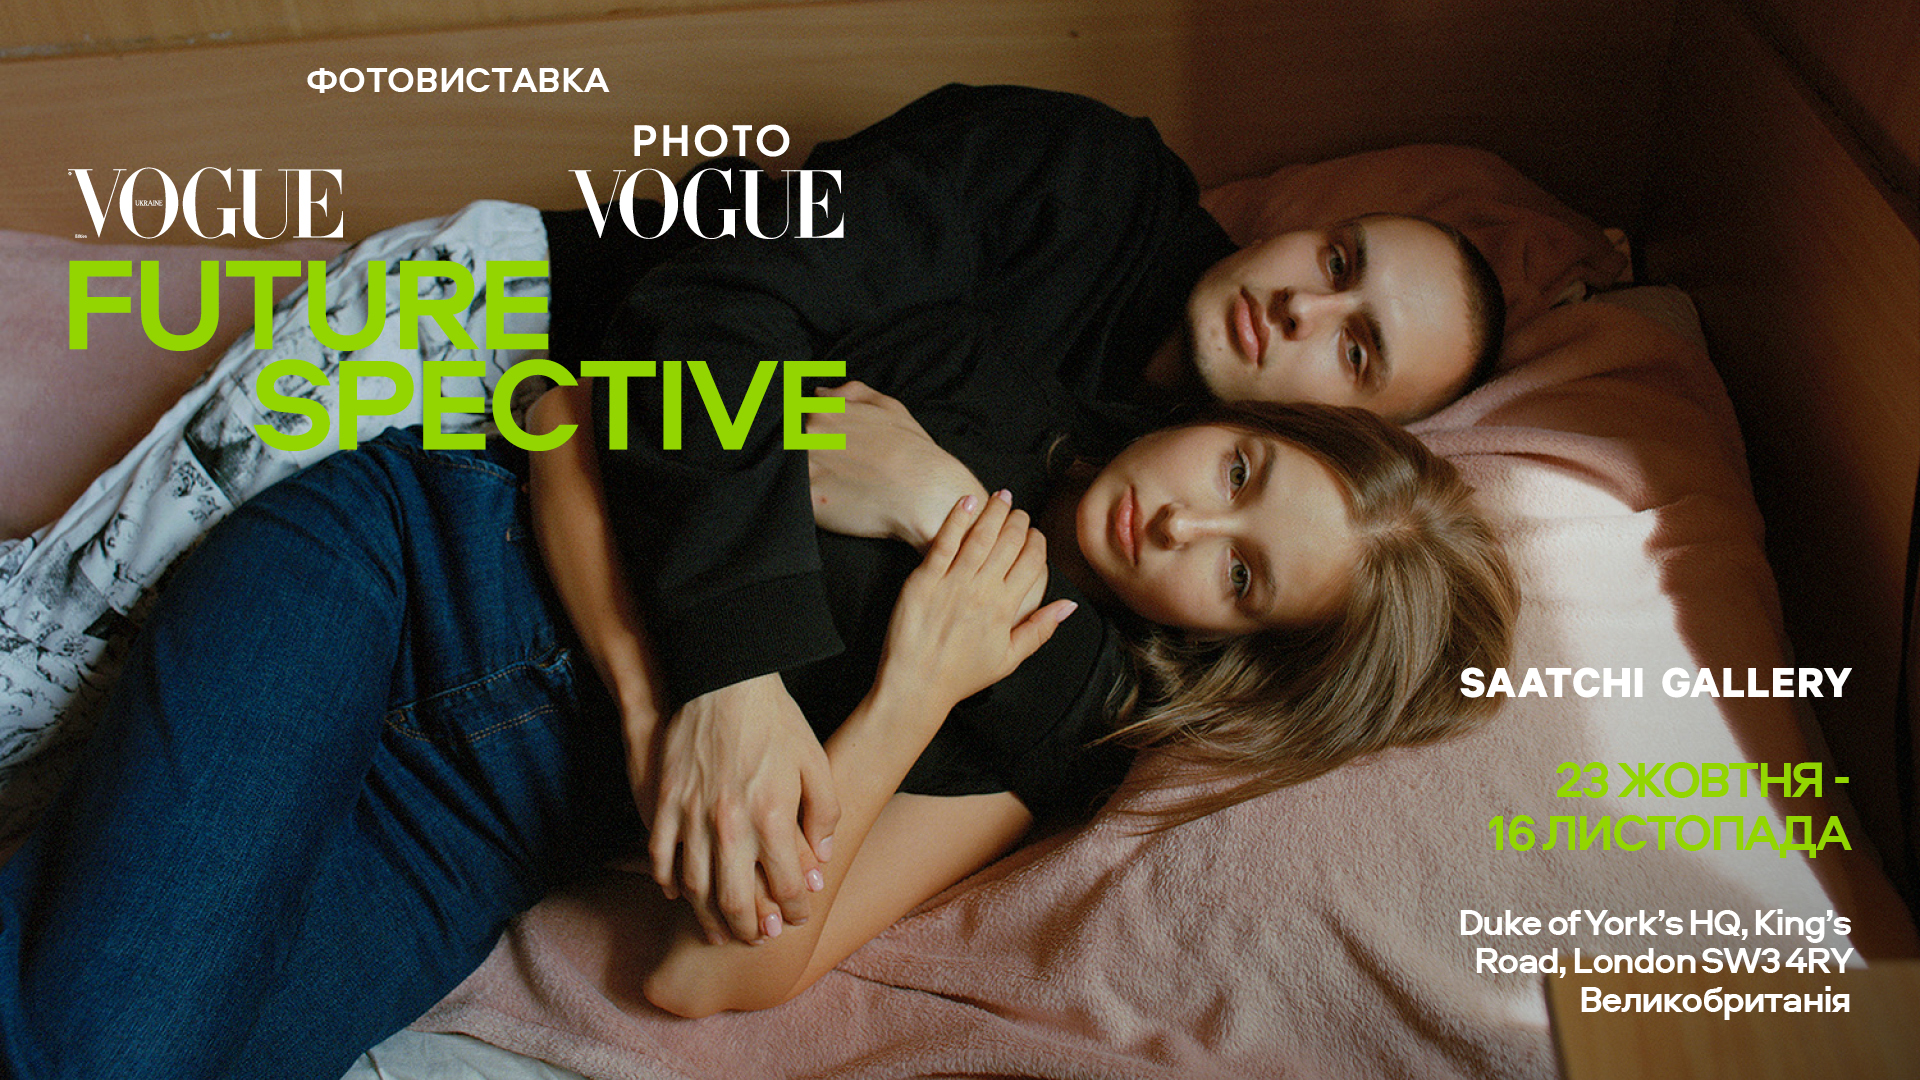 ФОТОВИСТАВКА
VOGUE
UKRAINE
PHOTO
VOGUE
FUTURE
SPECTIVE
SAATCHI GALLERY
23 ЖОВТНЯ -
16 ЛИСТОПАДА
Duke of York's HQ, King's
Road, London SW3 4RY
Великобританія